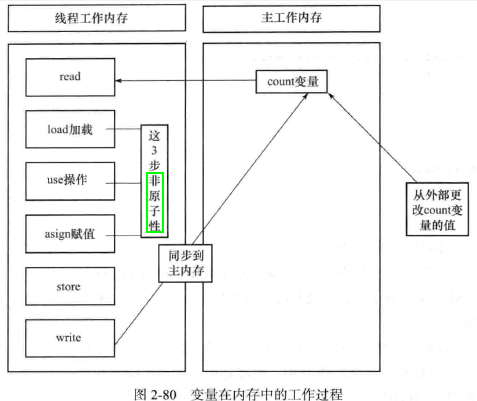 线程工作内存
主工作内存
read
count变量
load加载
这
3
步
非
原
子
性
use操作
从外部更
改count变
量的值
asign赋值
同步到
主内存
store
write
图 2-80 变量在内存中的工作过程